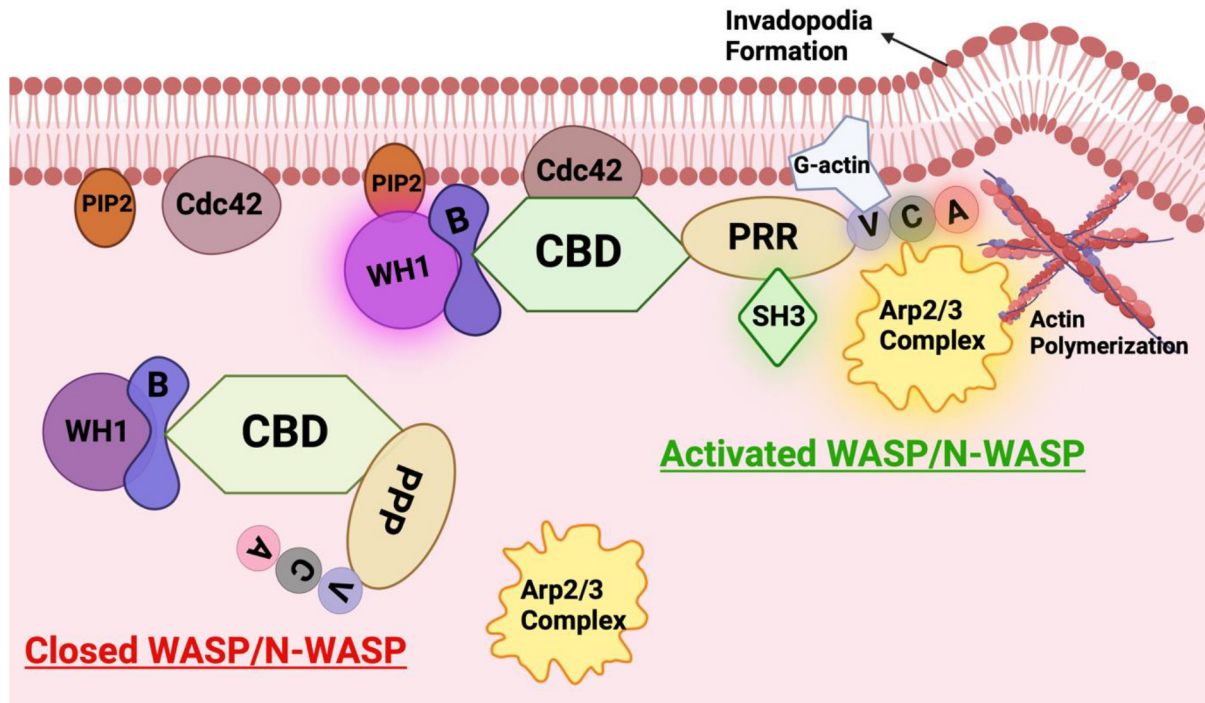 Invadopodia
Formation
PIP2
Cdc42
PIP2
Cdc42
G-actin
WH1
B
CBD
PRR
V
C
A
SH3
Arp2/3
Complex
Actin
Polymerization
Activated WASP/N-WASP
WH1
B
CBD
PPP
V
C
A
Arp2/3
Complex
Closed WASP/N-WASP